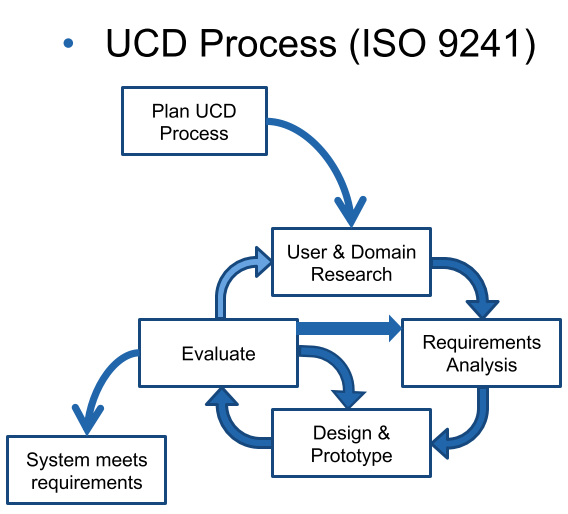 • UCD Process (ISO 9241)
Plan UCD
Process
User & Domain
Research
Evaluate
Requirements
Analysis
Design &
Prototype
System meets
requirements